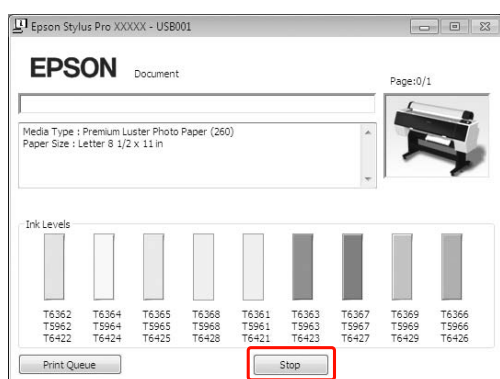 Epson Stylus Pro XXXXX - USB001
EPSON
Document
Page:0/1
Media Type : Premium Luster Photo Paper (260)
Paper Size : Letter 8 1/2 x 11 in
Ink Levels
T6362 T6364 T6365 T6368 T6361 T6363 T6367 T6369 T6366
T5962 T5964 T5965 T5968 T5961 T5963 T5967 T5969 T5966
T6422 T6424 T6425 T6428 T6421 T6423 T6427 T6429 T6426
Print Queue
Stop